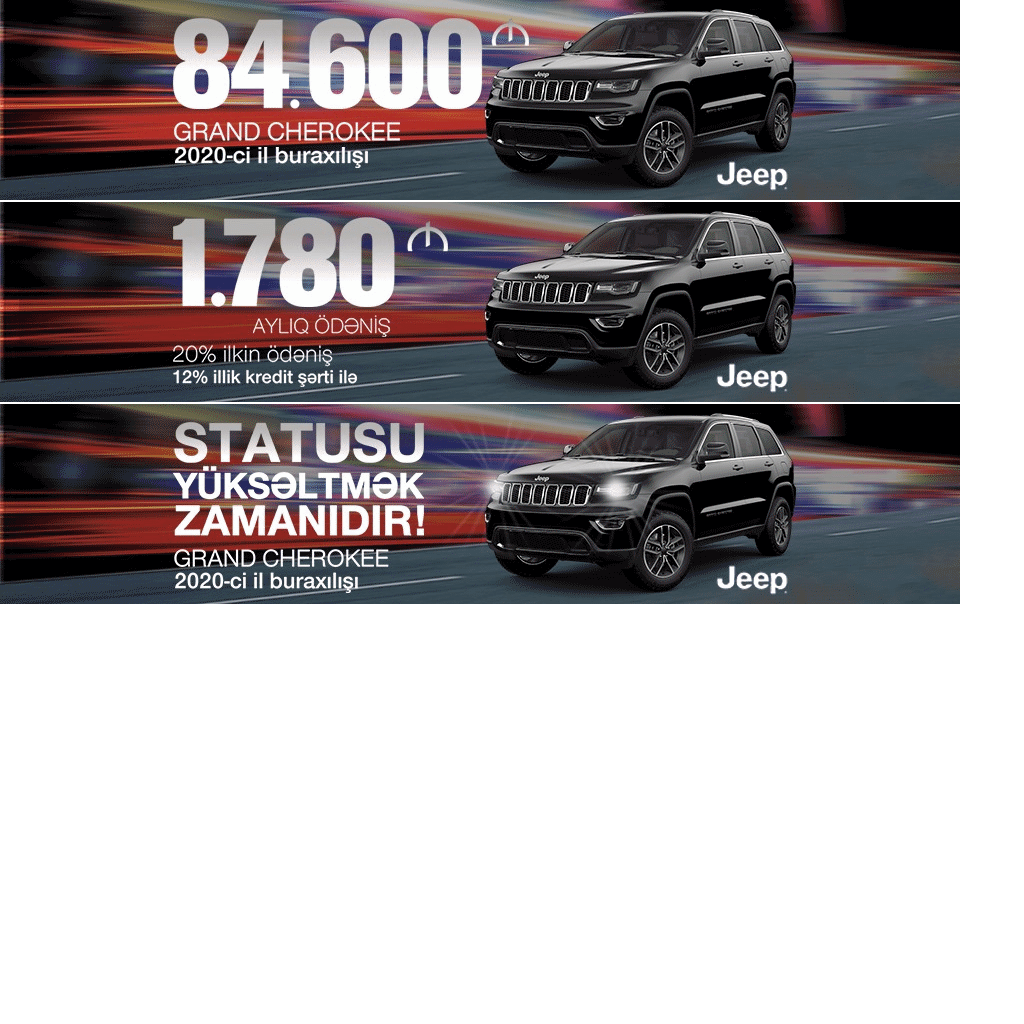 84.600 ₼
GRAND CHEROKEE
2020-ci il buraxılışı
Jeep
Jeep
1.780 ₼
AYLIQ ÖDƏNİŞ
20% ilkin ödəniş
12% illik kredit şərti ilə
Jeep
Jeep
STATUSU
YÜKSƏLTMƏK
ZAMANIDIR!
GRAND CHEROKEE
2020-ci il buraxılışı
Jeep
Jeep